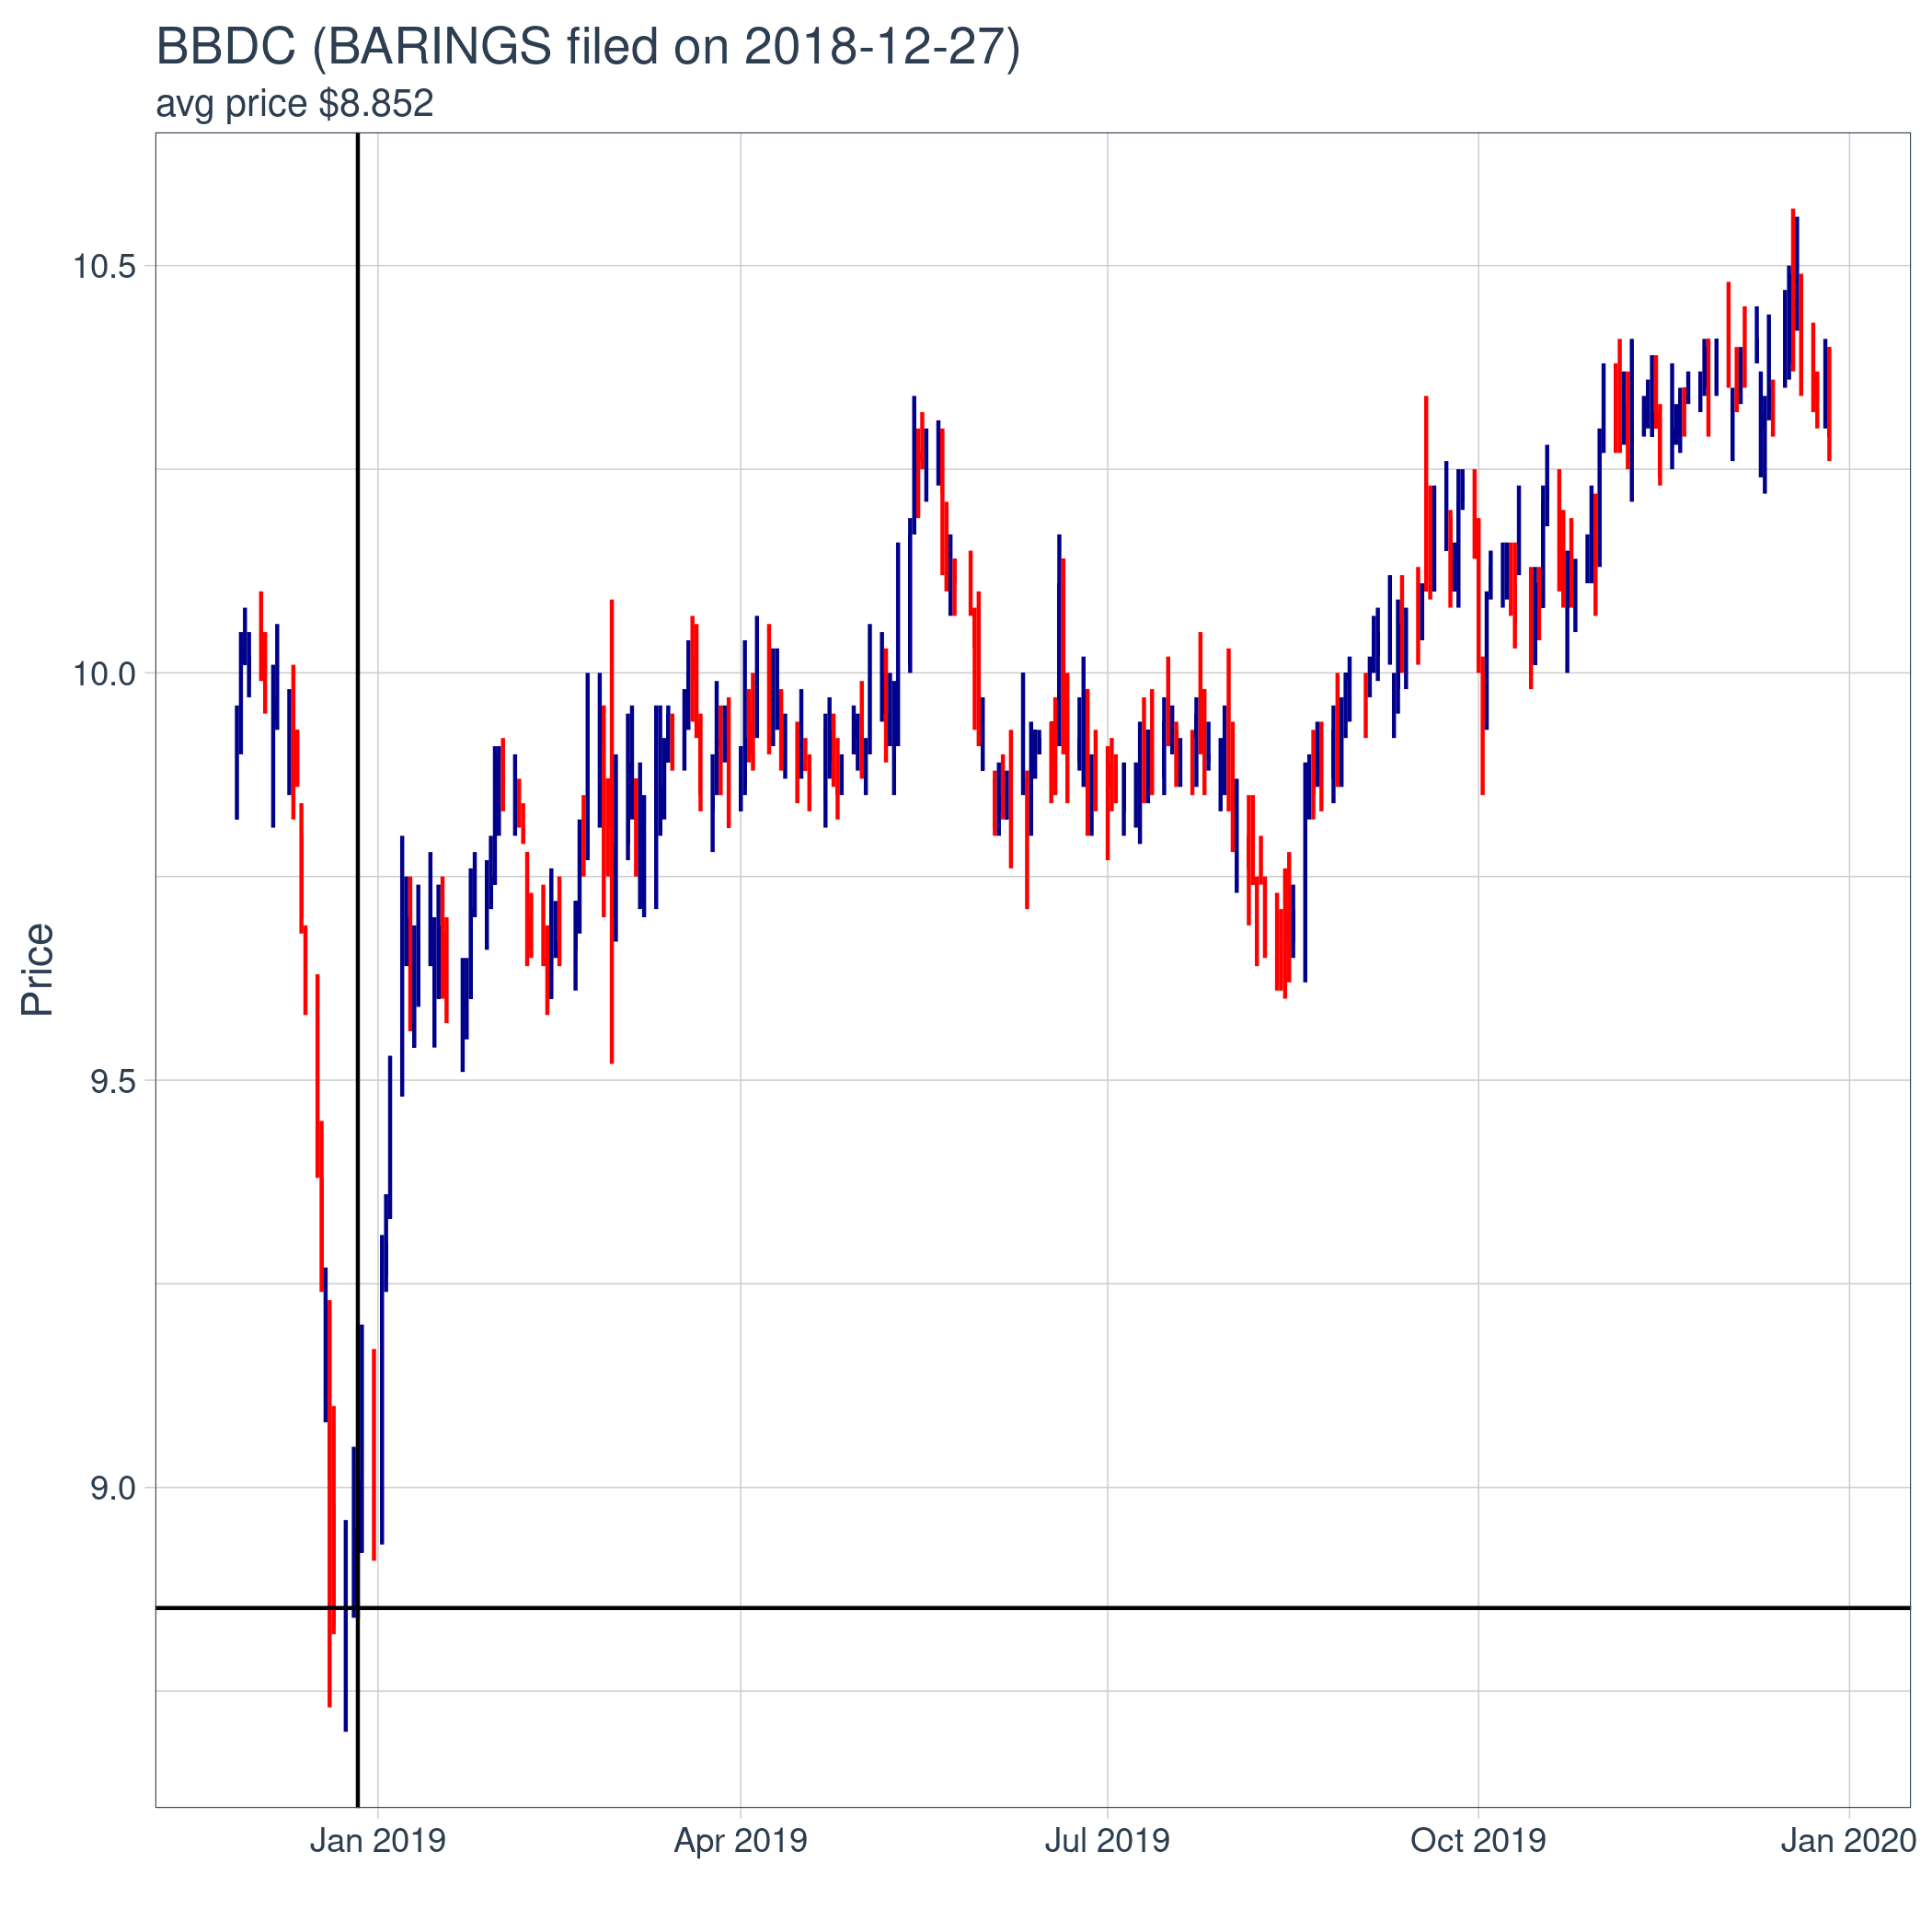 BBDC (BARINGS filed on 2018-12-27)
avg price $8.852
10.5
10.0
9.5
9.0
Price
Jan 2019
Apr 2019
Jul 2019
Oct 2019
Jan 2020